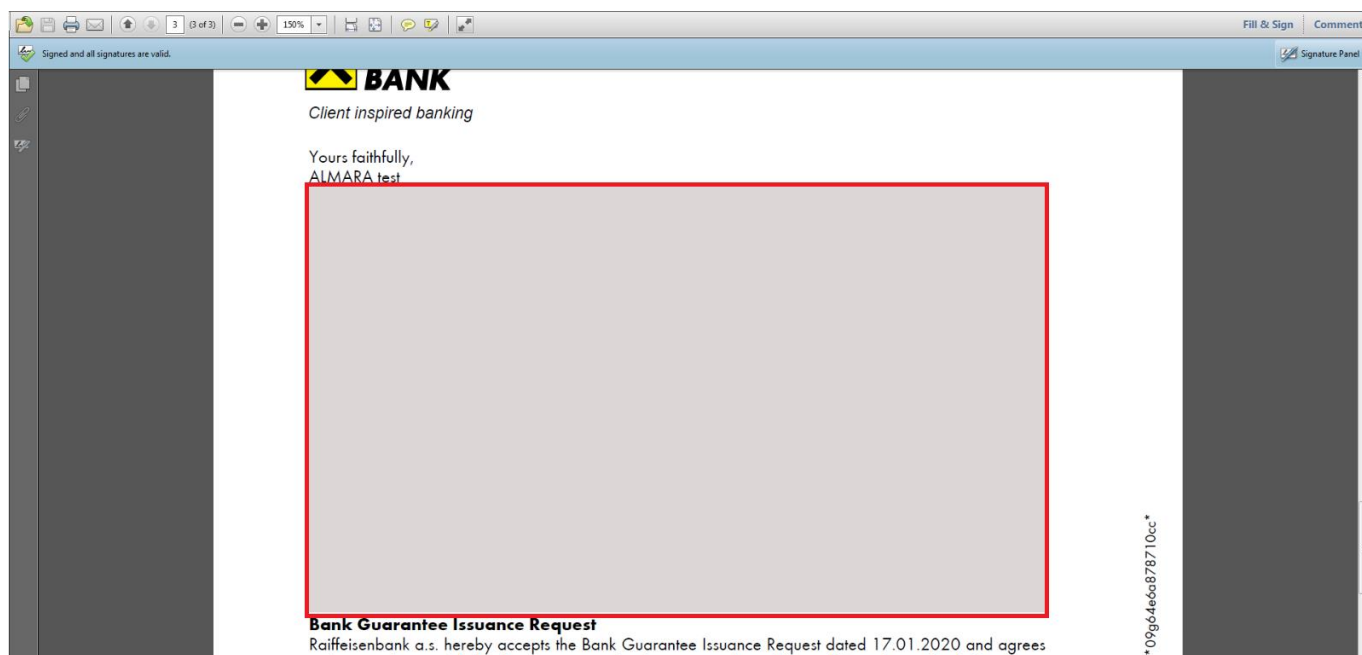 3 (3 of 3) 150% Fill & Sign Comment
Signed and all signatures are valid. Signature Panel
BANK
Client inspired banking
Yours faithfully,
ALMARA test
Bank Guarantee Issuance Request
Raiffeisenbank a.s. hereby accepts the Bank Guarantee Issuance Request dated 17.01.2020 and agrees
*09g64e6a878710cc*